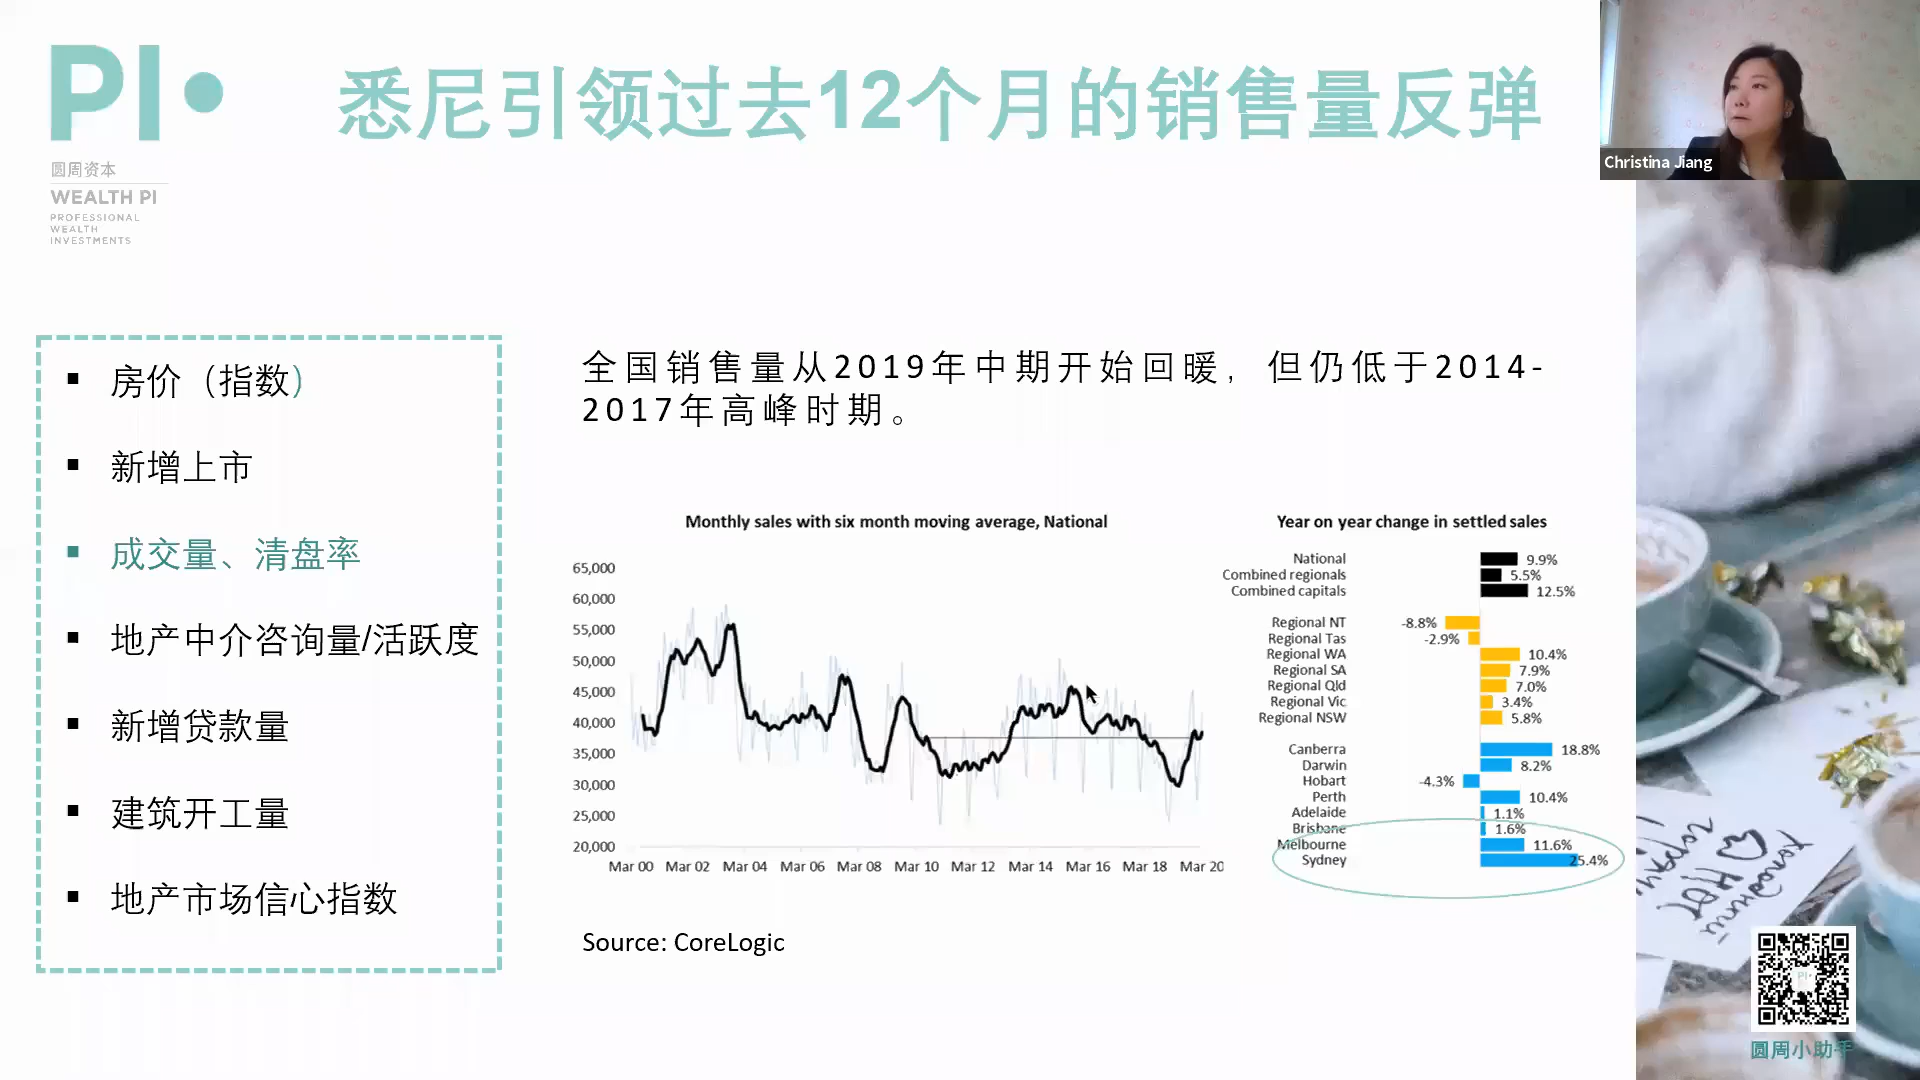 PI•
圆周资本
WEALTH PI
PROFESSIONAL
WEALTH
INVESTMENTS
悉尼引领过去12个月的销售量反弹
Christina Jiang
房价（指数）
新增上市
成交量、清盘率
地产中介咨询量/活跃度
新增贷款量
建筑开工量
地产市场信心指数
全国销售量从2019年中期开始回暖，但仍低于2014-
2017年高峰时期。
Monthly sales with six month moving average, National
65,000
60,000
55,000
50,000
45,000
40,000
35,000
30,000
25,000
20,000
Mar 00 Mar 02 Mar 04 Mar 06 Mar 08 Mar 10 Mar 12 Mar 14 Mar 16 Mar 18 Mar 20
Year on year change in settled sales
National 9.9%
Combined regionals 5.5%
Combined capitals 12.5%
Regional NT -8.8%
Regional Tas -2.9%
Regional WA 10.4%
Regional SA 7.9%
Regional Qld 7.0%
Regional Vic 3.4%
Regional NSW 5.8%
Canberra 18.8%
Darwin 8.2%
Hobart -4.3%
Perth 10.4%
Adelaide 1.1%
Brisbane 1.6%
Melbourne 11.6%
Sydney 25.4%
Source: CoreLogic
圆周小助手